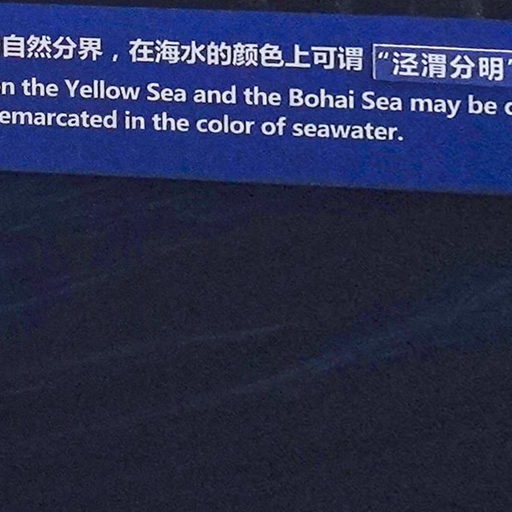 自然分界，在海水的颜色上可谓“泾渭分明”
n the Yellow Sea and the Bohai Sea may be
emarcated in the color of seawater.